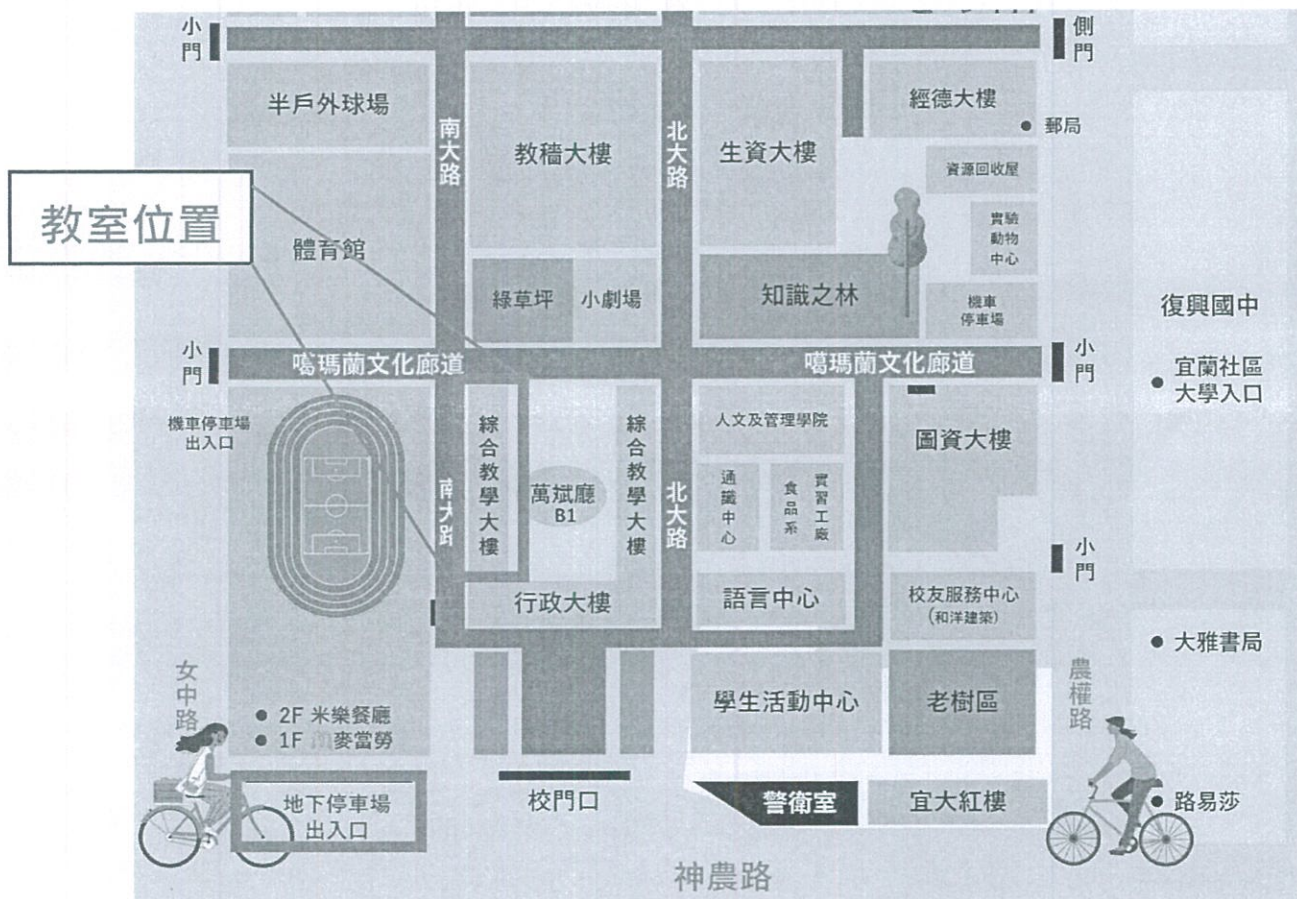 小門
側門
半戶外球場
南大路
教穡大樓
北大路
生資大樓
經德大樓
郵局
資源回收屋
教室位置
體育館
實驗
動物
中心
綠草坪
小劇場
知識之林
機車
停車場
復興國中
小門
噶瑪蘭文化廊道
噶瑪蘭文化廊道
小門
宜蘭社區
大學入口
機車停車場
出入口
綜合教學大樓
萬斌廳
B1
綜合教學大樓
人文及管理學院
圖資大樓
南大路
北大路
通識中心
食品系
實習工廠
小門
行政大樓
語言中心
校友服務中心
(和洋建築)
大雅書局
女中路
2F 米樂餐廳
1F 麥當勞
學生活動中心
老樹區
農權路
地下停車場
出入口
校門口
警衛室
宜大紅樓
路易莎
神農路